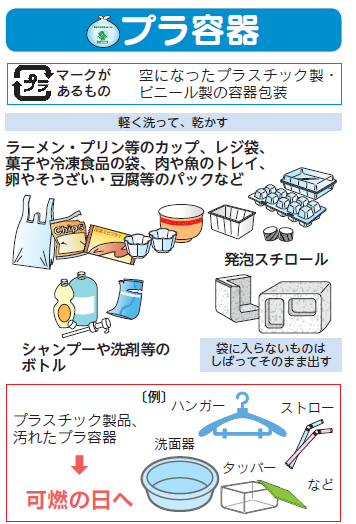 プラ容器
プラ
マークが
あるもの
空になったプラスチック製・
ビニール製の容器包装
軽く洗って、乾かす
ラーメン・プリン等のカップ、レジ袋、
菓子や冷凍食品の袋、肉や魚のトレイ、
卵やそうざい・豆腐等のパックなど
Chips
発泡スチロール
シャンプーや洗剤等の
ボトル
袋に入らないものは
しばってそのまま出す
〔例〕
ハンガー
ストロー
プラスチック製品、
汚れたプラ容器
洗面器
タッパー
など
可燃の日へ